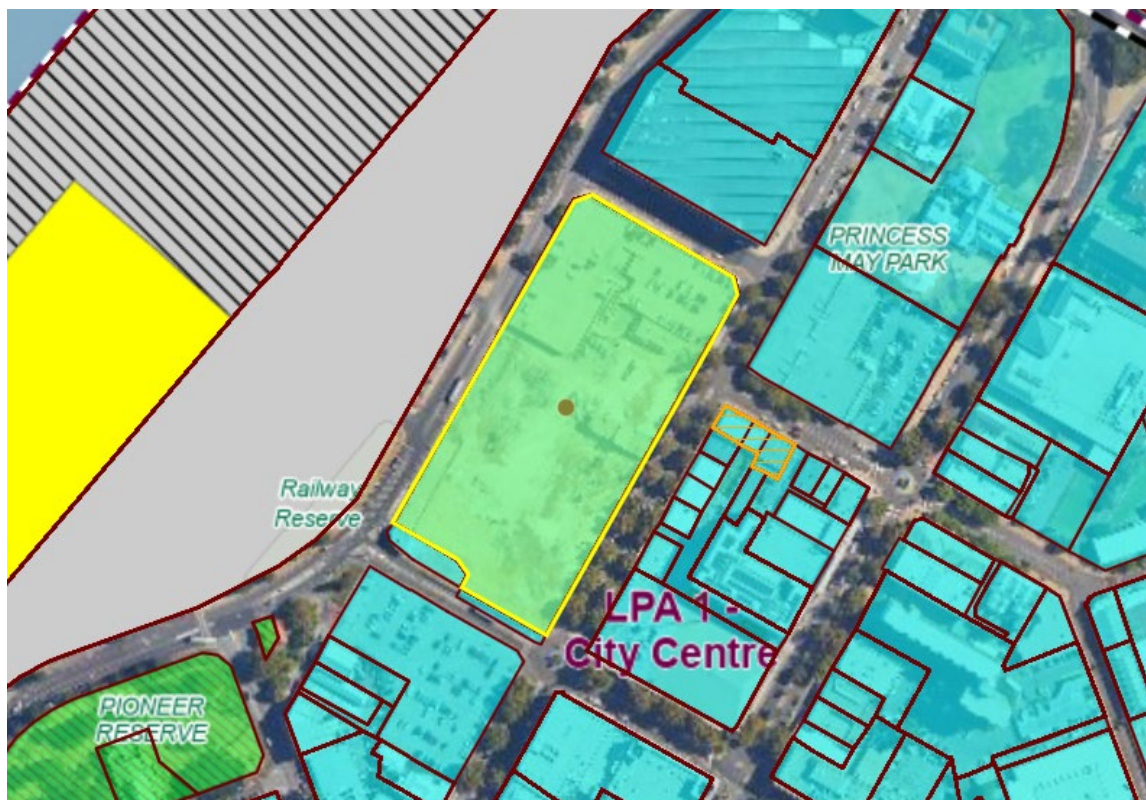 PRINCESS
MAY PARK
Railway
Reserve
LPA 1 -
City Centre
PIONEER
RESERVE